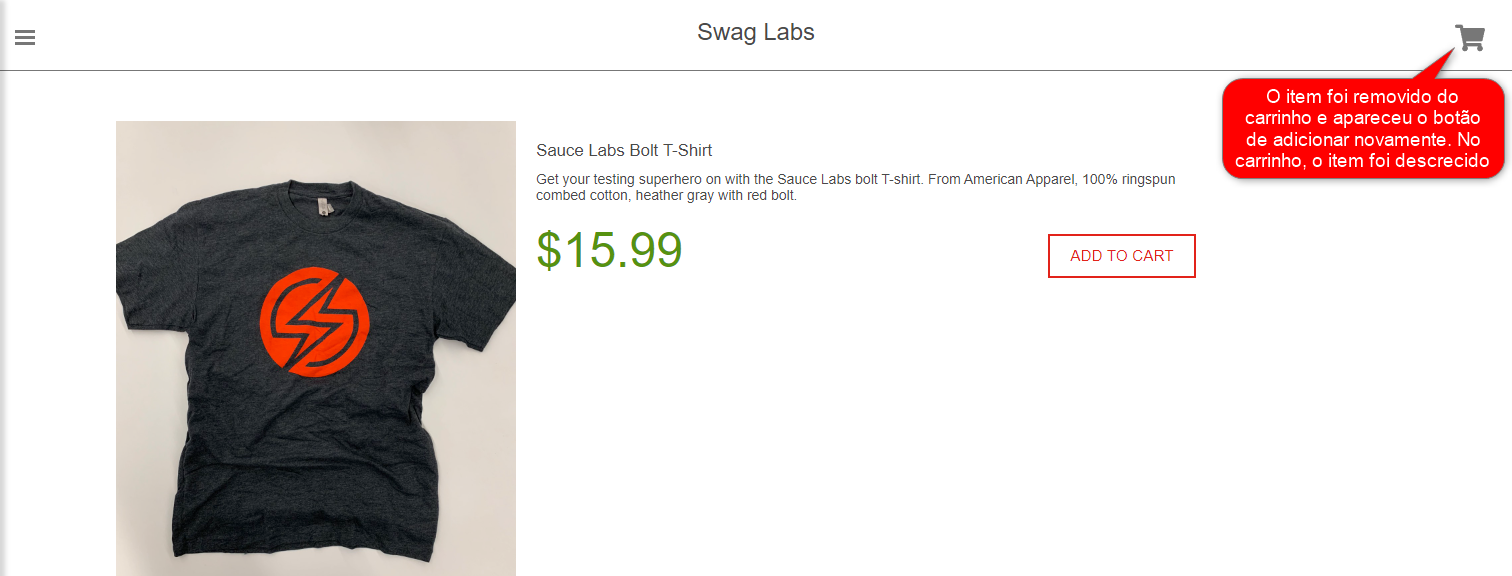 Swag Labs
O item foi removido do
carrinho e apareceu o botão
de adicionar novamente. No
carrinho, o item foi descrecido
Sauce Labs Bolt T-Shirt
Get your testing superhero on with the Sauce Labs bolt T-shirt. From American Apparel, 100% ringspun
combed cotton, heather gray with red bolt.
$15.99
ADD TO CART